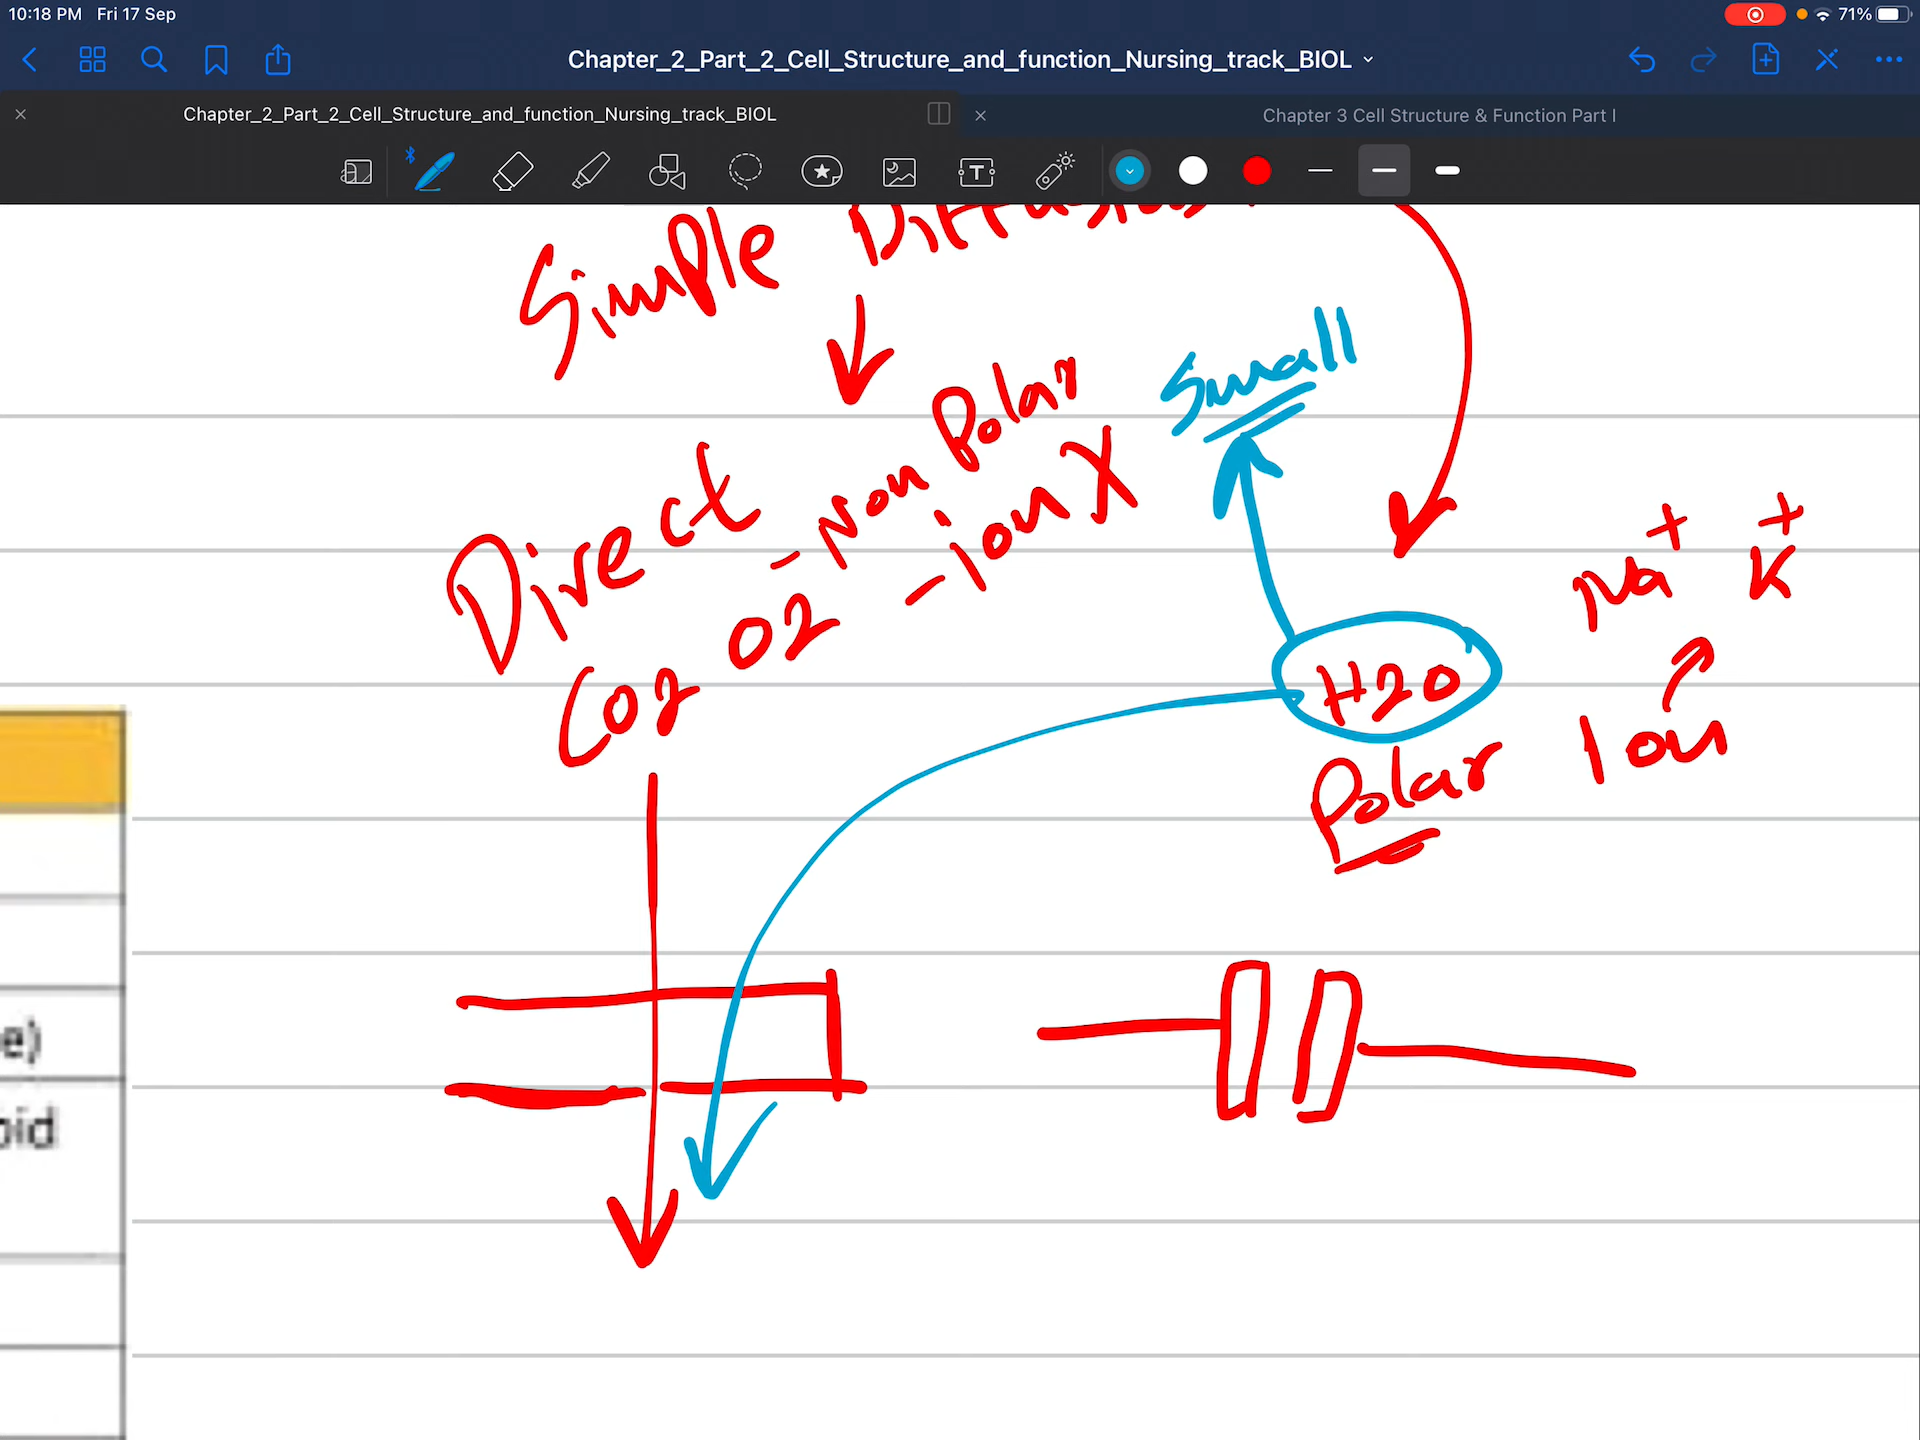 10:18 PM Fri 17 Sep
71%
Chapter_2_Part_2_Cell_Structure_and_function_Nursing_track_BIOL
Chapter_2_Part_2_Cell_Structure_and_function_Nursing_track_BIOL
Chapter 3 Cell Structure & Function Part I
Simple Diffusion
Small
Direct
- Non Polar
- ion X
Co2 O2
Na+ K+
H2O
Polar
Ion
e)
oid